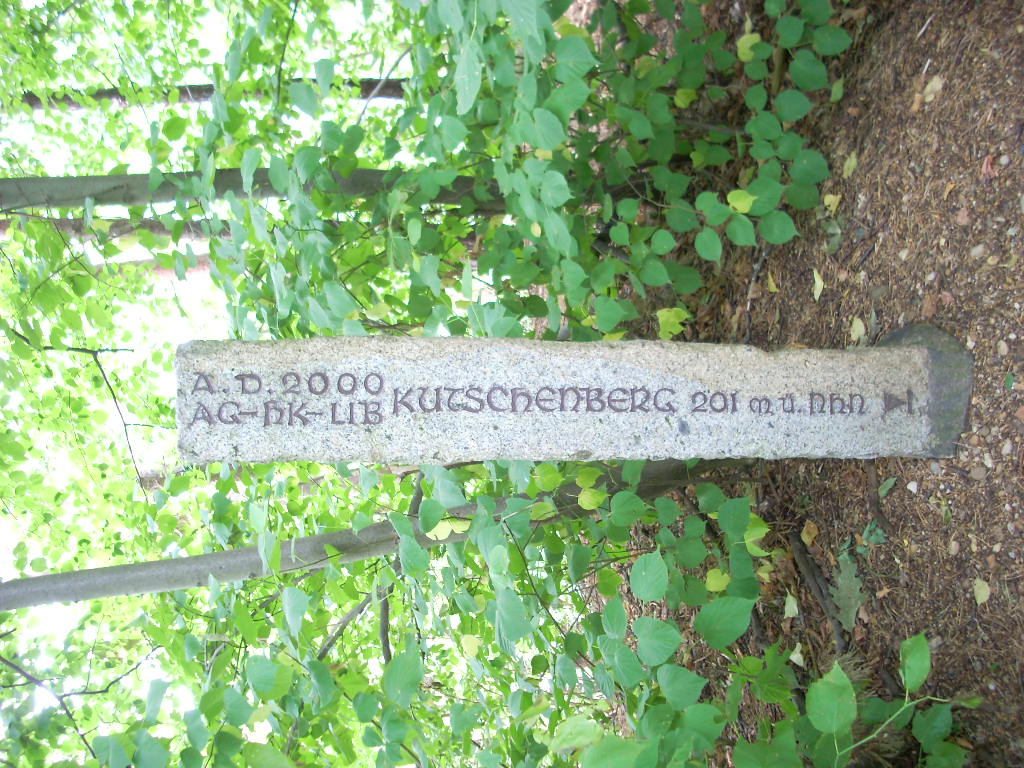 A. D. 2000
AG-HK-LIB
KUTSCHENBERG 201 m ü. NHN